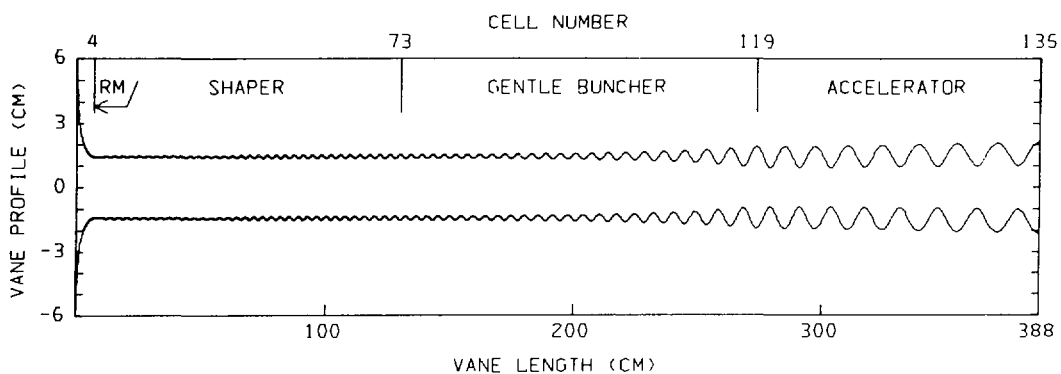 CELL NUMBER
4 73 119 135
6
RM SHAPER GENTLE BUNCHER ACCELERATOR
3
0
-3
-6
VANE PROFILE (CM)
100 200 300 388
VANE LENGTH (CM)